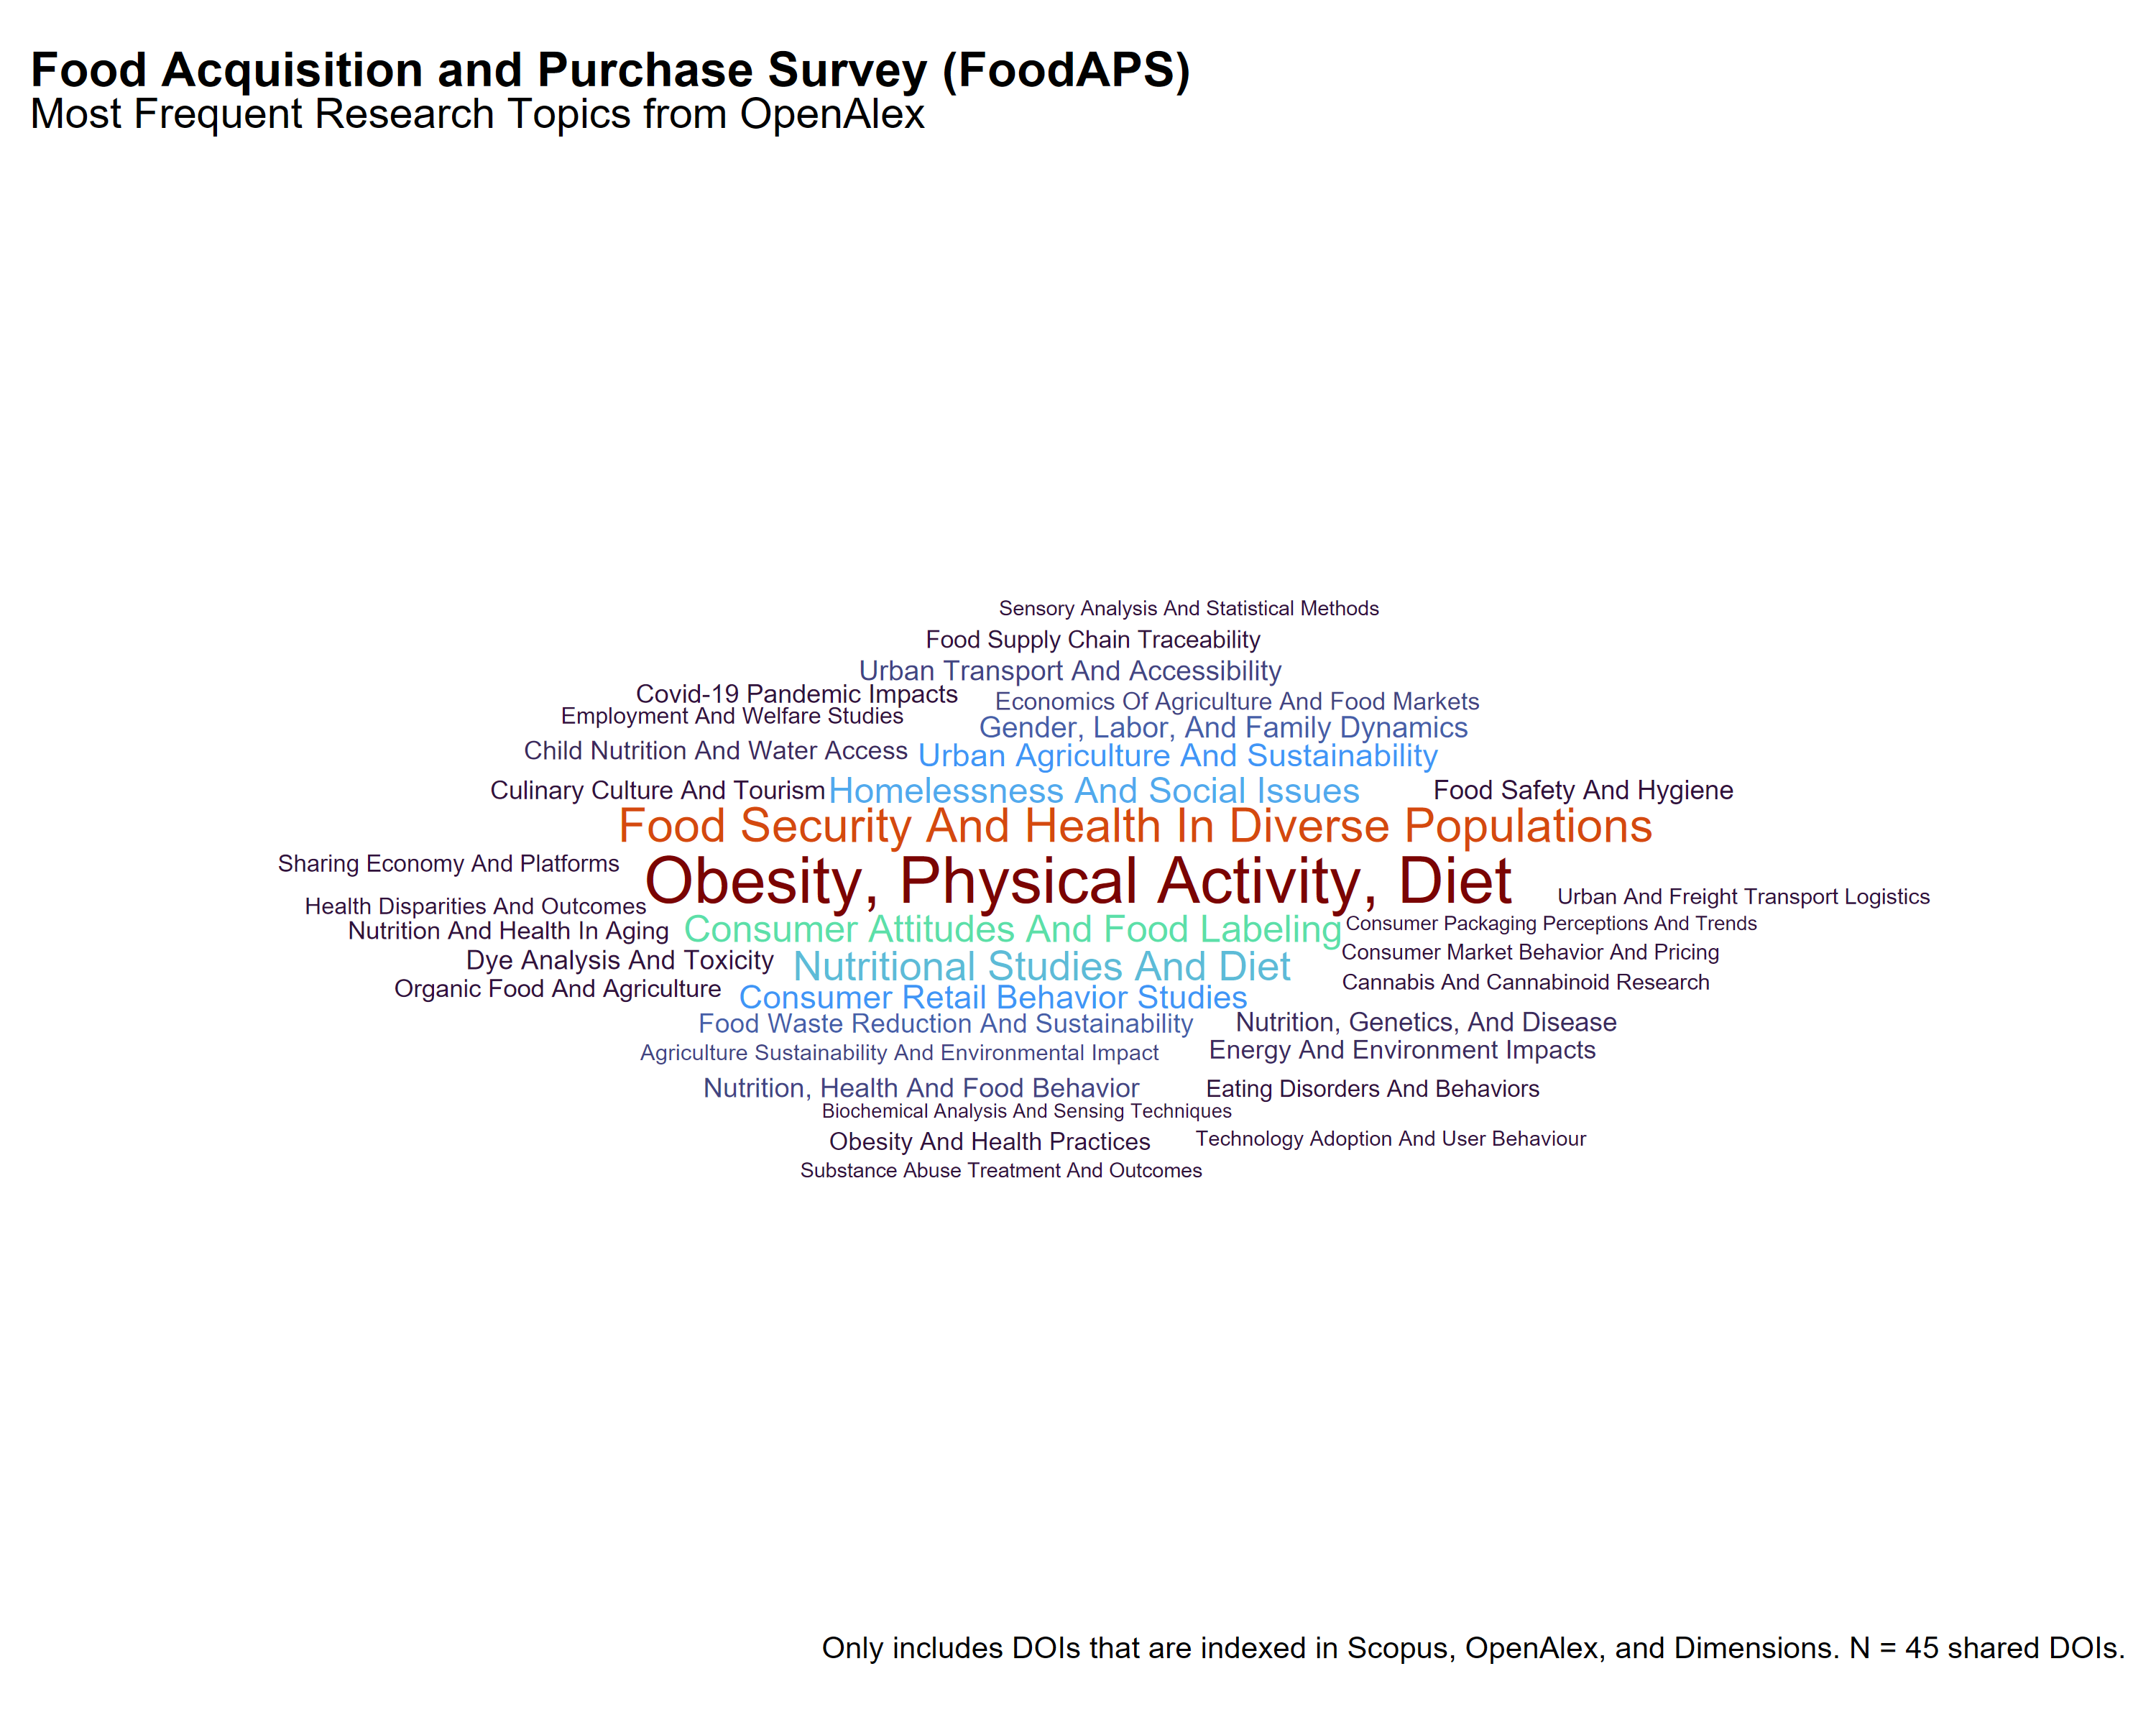 Food Acquisition and Purchase Survey (FoodAPS)
Most Frequent Research Topics from OpenAlex
Sensory Analysis And Statistical Methods
Food Supply Chain Traceability
Urban Transport And Accessibility
Covid-19 Pandemic Impacts
Economics Of Agriculture And Food Markets
Employment And Welfare Studies
Gender, Labor, And Family Dynamics
Child Nutrition And Water Access
Urban Agriculture And Sustainability
Culinary Culture And Tourism
Homelessness And Social Issues
Food Safety And Hygiene
Food Security And Health In Diverse Populations
Sharing Economy And Platforms
Obesity, Physical Activity, Diet
Urban And Freight Transport Logistics
Health Disparities And Outcomes
Consumer Attitudes And Food Labeling
Consumer Packaging Perceptions And Trends
Nutrition And Health In Aging
Consumer Market Behavior And Pricing
Dye Analysis And Toxicity
Nutritional Studies And Diet
Cannabis And Cannabinoid Research
Organic Food And Agriculture
Consumer Retail Behavior Studies
Food Waste Reduction And Sustainability
Nutrition, Genetics, And Disease
Agriculture Sustainability And Environmental Impact
Energy And Environment Impacts
Nutrition, Health And Food Behavior
Eating Disorders And Behaviors
Biochemical Analysis And Sensing Techniques
Obesity And Health Practices
Technology Adoption And User Behaviour
Substance Abuse Treatment And Outcomes
Only includes DOIs that are indexed in Scopus, OpenAlex, and Dimensions. N = 45 shared DOIs.